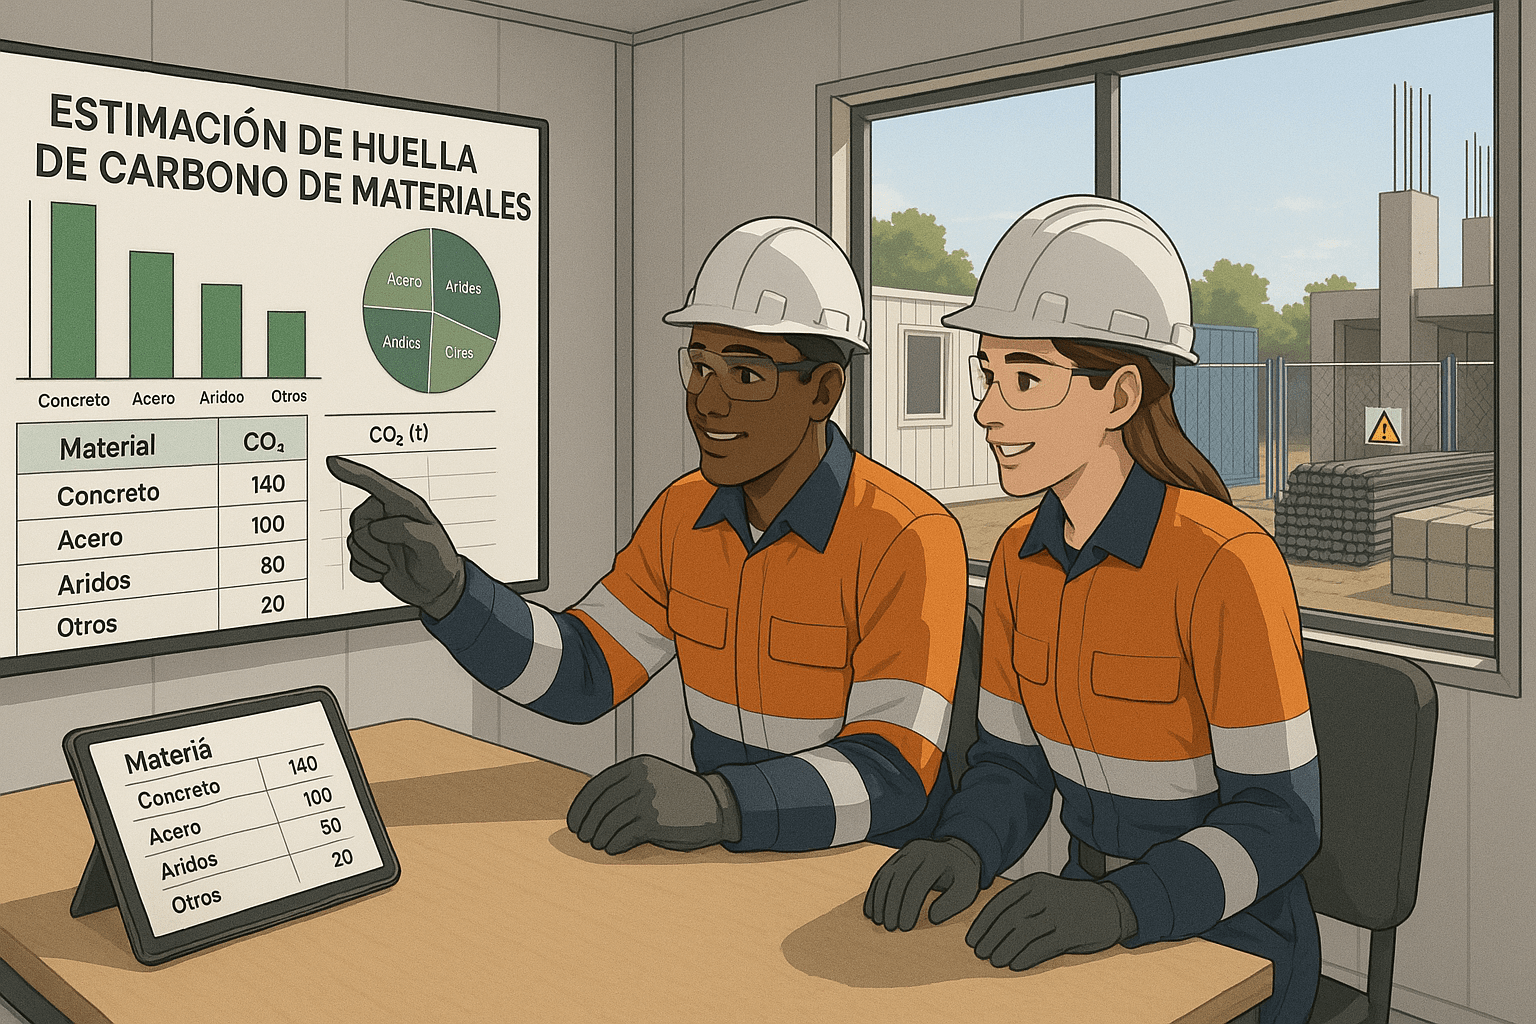 ESTIMACIÓN DE HUELLA
DE CARBONO DE MATERIALES
Concreto Acero Aridoo Otros
Acero Arides
Andics Cires
Material CO₂
Concreto 140
Acero 100
Aridos 80
Otros 20
CO₂ (t)
Materiá
Concreto 140
Acero 100
Aridos 50
Otros 20